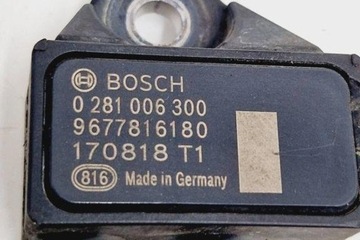 BOSCH
0 281 006 300
9677816180
170818 T1
816 Made in Germany